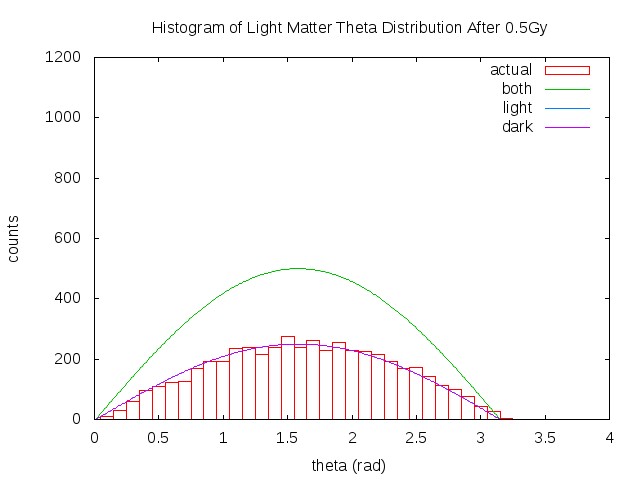 Histogram of Light Matter Theta Distribution After 0.5Gy
1200
1000
800
600
400
200
0
counts
actual
both
light
dark
0 0.5 1 1.5 2 2.5 3 3.5 4
theta (rad)